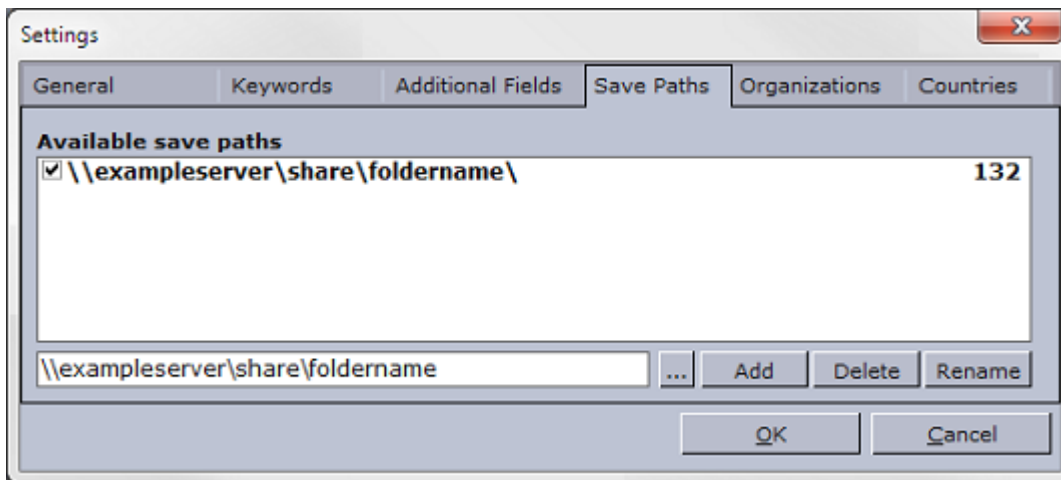 Settings
General Keywords Additional Fields Save Paths Organizations Countries
Available save paths
\\exampleserver\share\foldername\ 132
\\exampleserver\share\foldername ... Add Delete Rename
OK Cancel